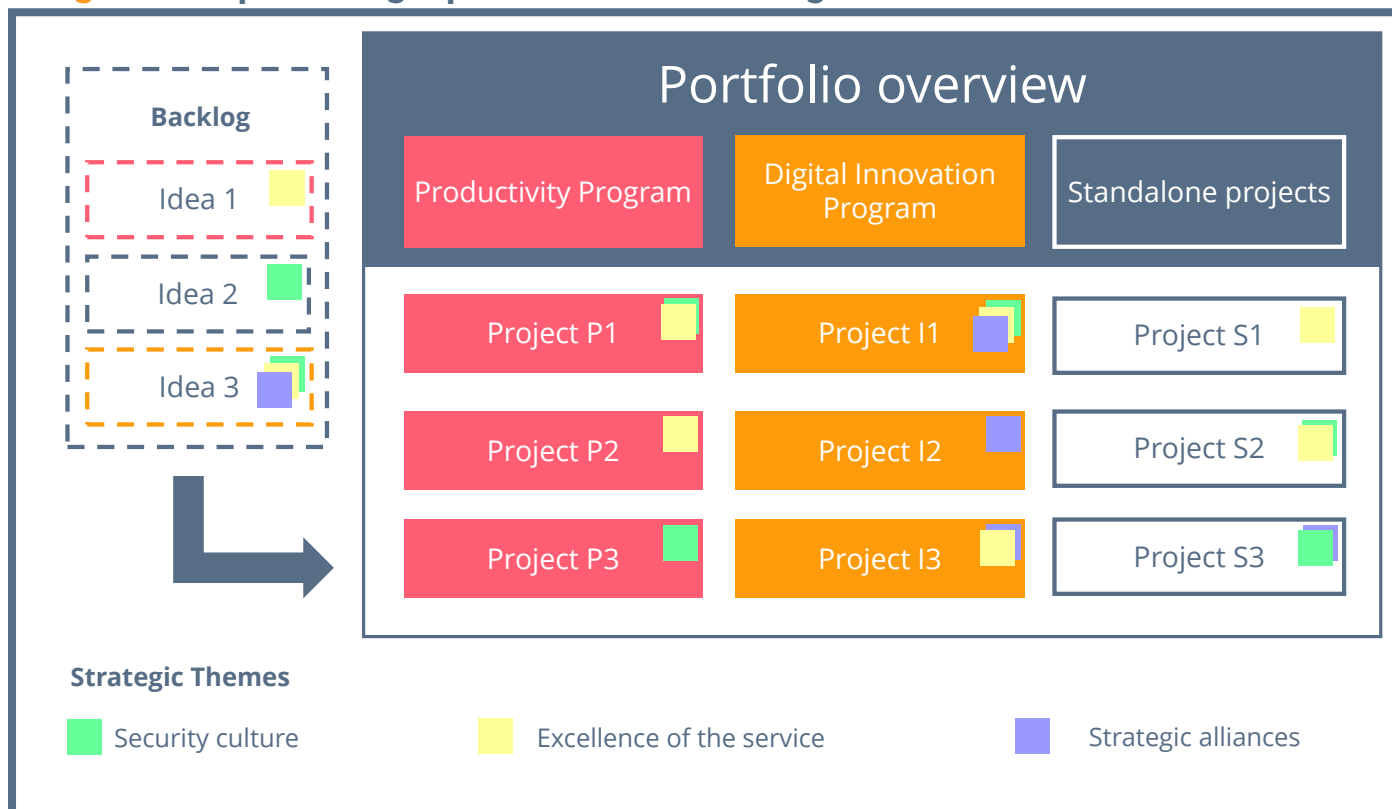 Portfolio overview
Backlog
Idea 1
Idea 2
Idea 3
Productivity Program
Digital Innovation
Program
Standalone projects
Project P1
Project I1
Project S1
Project P2
Project I2
Project S2
Project P3
Project I3
Project S3
Strategic Themes
Security culture
Excellence of the service
Strategic alliances